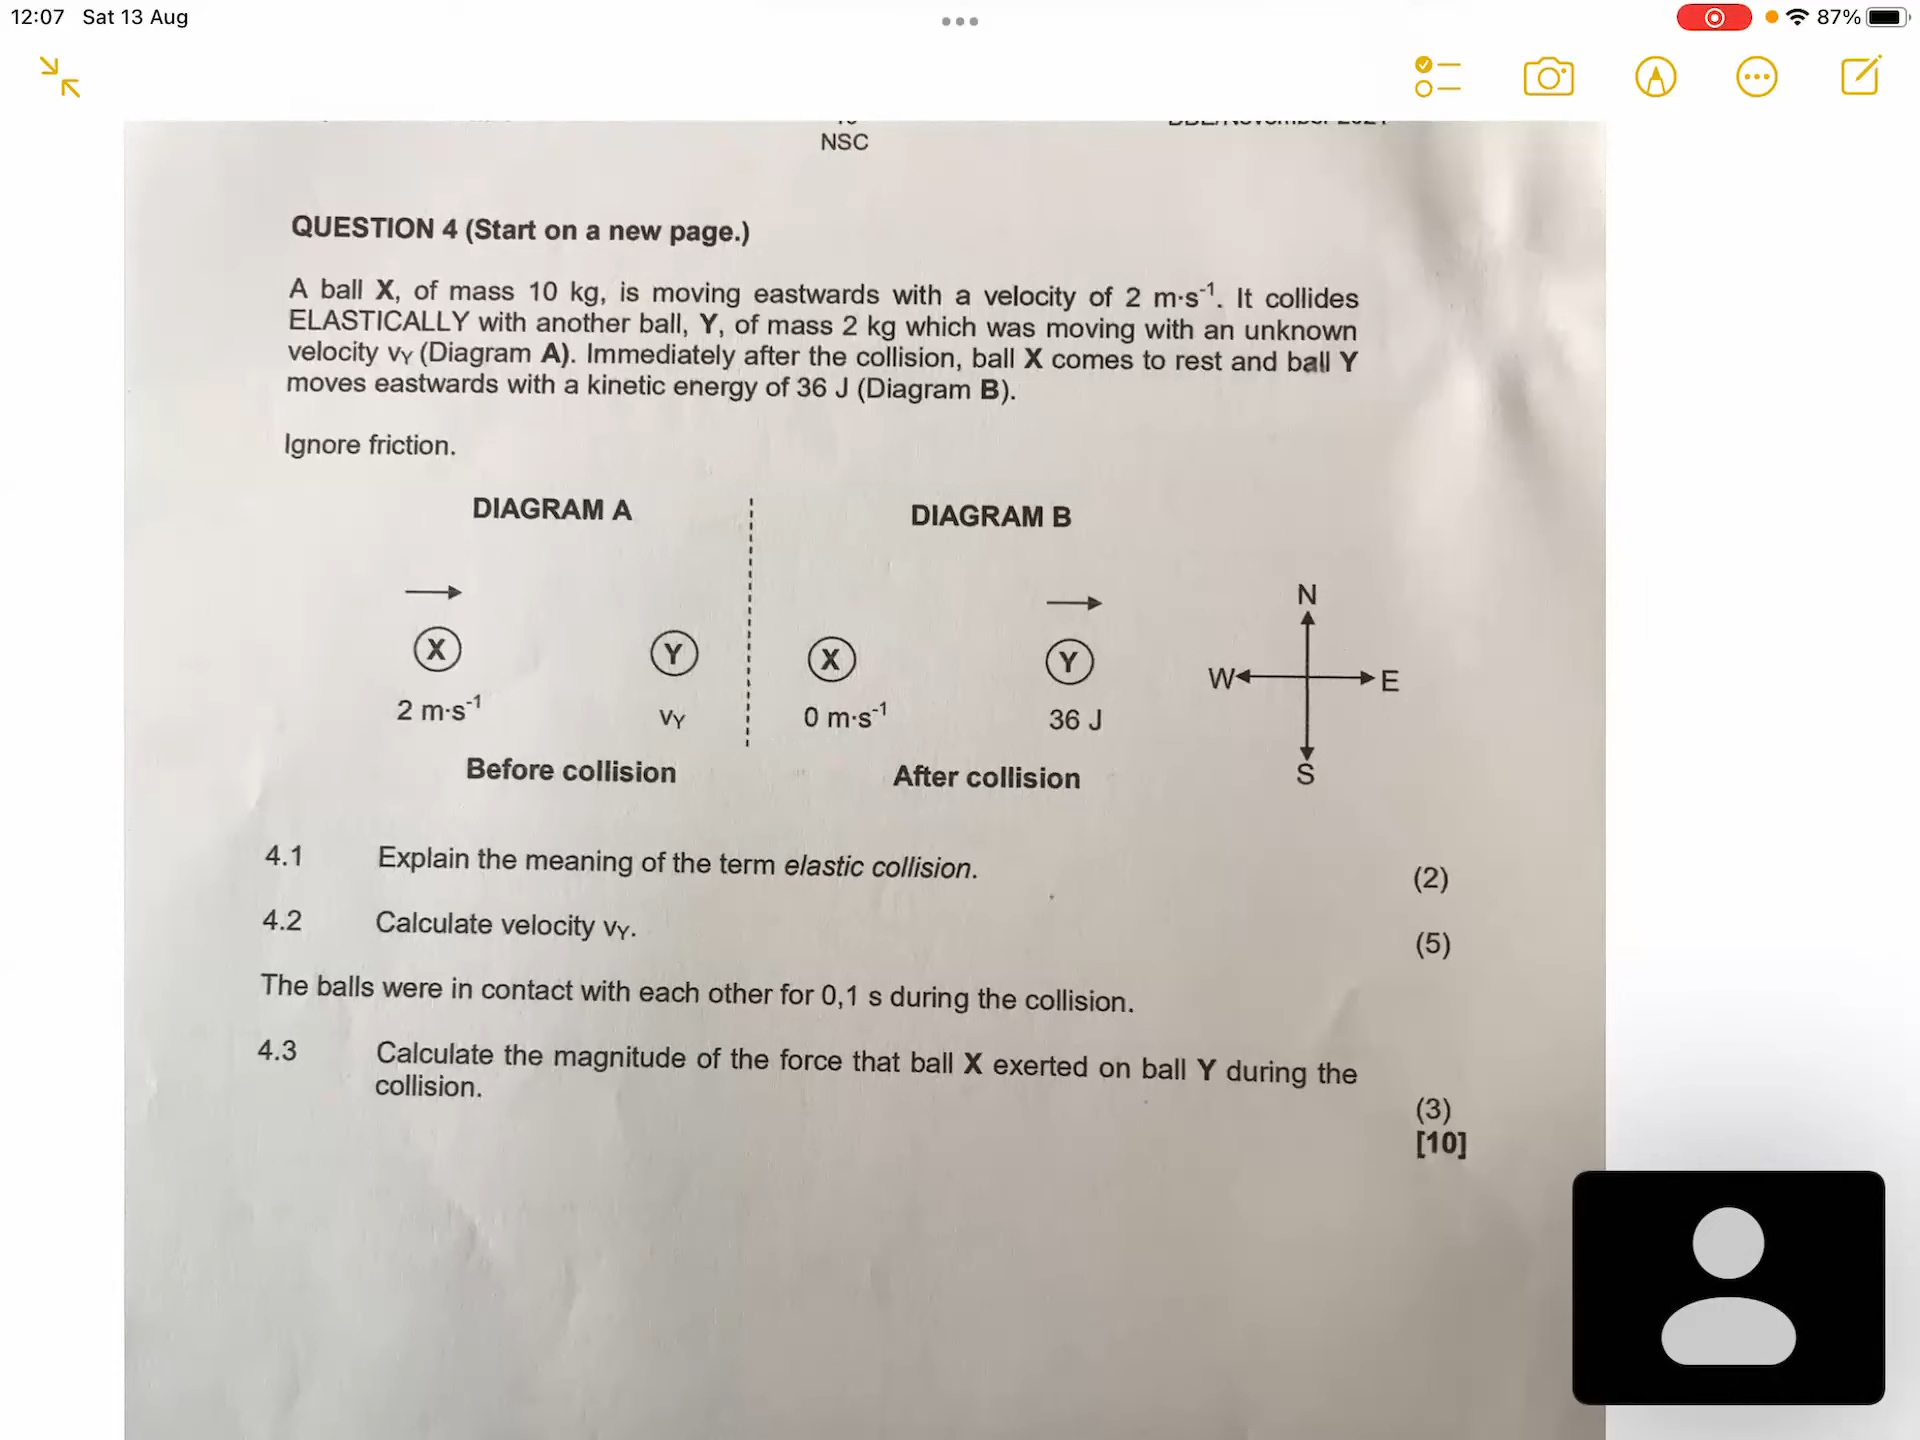 12:07 Sat 13 Aug
87%
NSC
QUESTION 4 (Start on a new page.)
A ball X, of mass 10 kg, is moving eastwards with a velocity of 2 m·s⁻¹. It collides
ELASTICALLY with another ball, Y, of mass 2 kg which was moving with an unknown
velocity vY (Diagram A). Immediately after the collision, ball X comes to rest and ball Y
moves eastwards with a kinetic energy of 36 J (Diagram B).
Ignore friction.
DIAGRAM A
DIAGRAM B
N
X
Y
X
Y
W
E
2 m·s⁻¹
vY
0 m·s⁻¹
36 J
S
Before collision
After collision
4.1 Explain the meaning of the term elastic collision. (2)
4.2 Calculate velocity vY. (5)
The balls were in contact with each other for 0,1 s during the collision.
4.3 Calculate the magnitude of the force that ball X exerted on ball Y during the
collision.
(3)
[10]